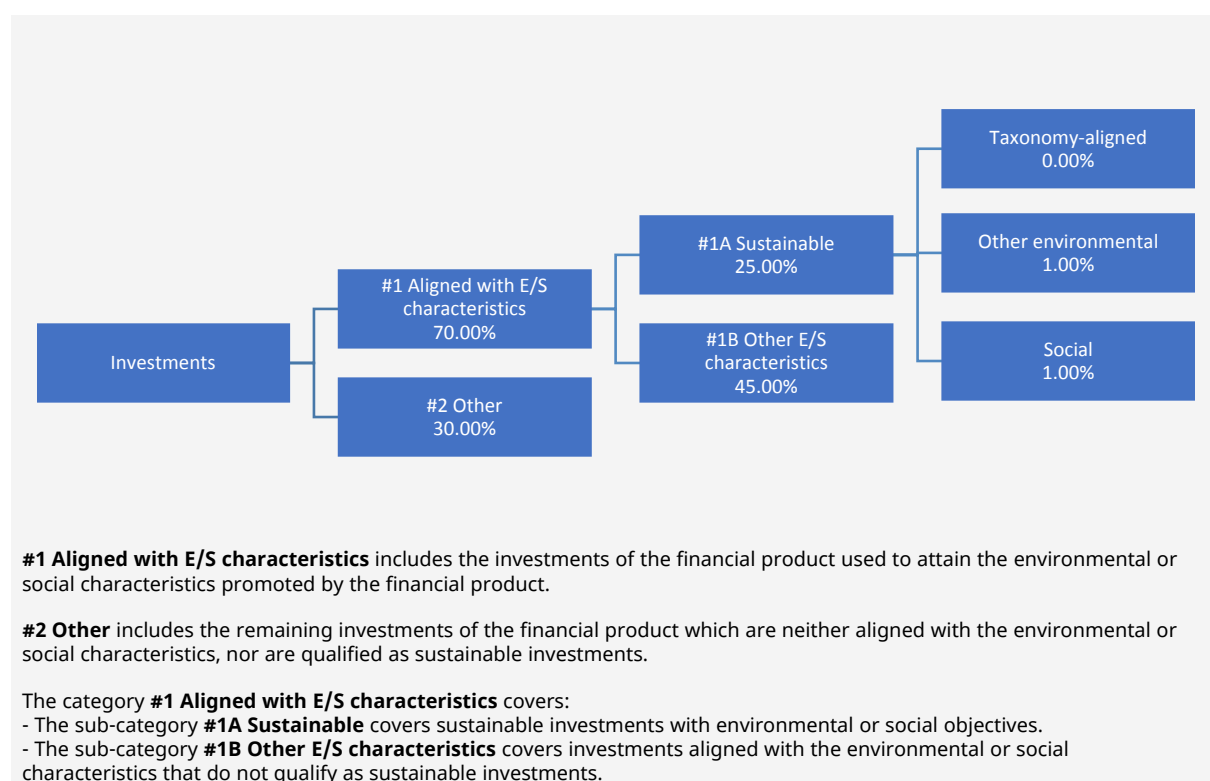 Investments
#1 Aligned with E/S
characteristics
70.00%
#2 Other
30.00%
#1A Sustainable
25.00%
#1B Other E/S
characteristics
45.00%
Taxonomy-aligned
0.00%
Other environmental
1.00%
Social
1.00%
#1 Aligned with E/S characteristics includes the investments of the financial product used to attain the environmental or
social characteristics promoted by the financial product.
#2 Other includes the remaining investments of the financial product which are neither aligned with the environmental or
social characteristics, nor are qualified as sustainable investments.
The category #1 Aligned with E/S characteristics covers:
- The sub-category #1A Sustainable covers sustainable investments with environmental or social objectives.
- The sub-category #1B Other E/S characteristics covers investments aligned with the environmental or social
characteristics that do not qualify as sustainable investments.